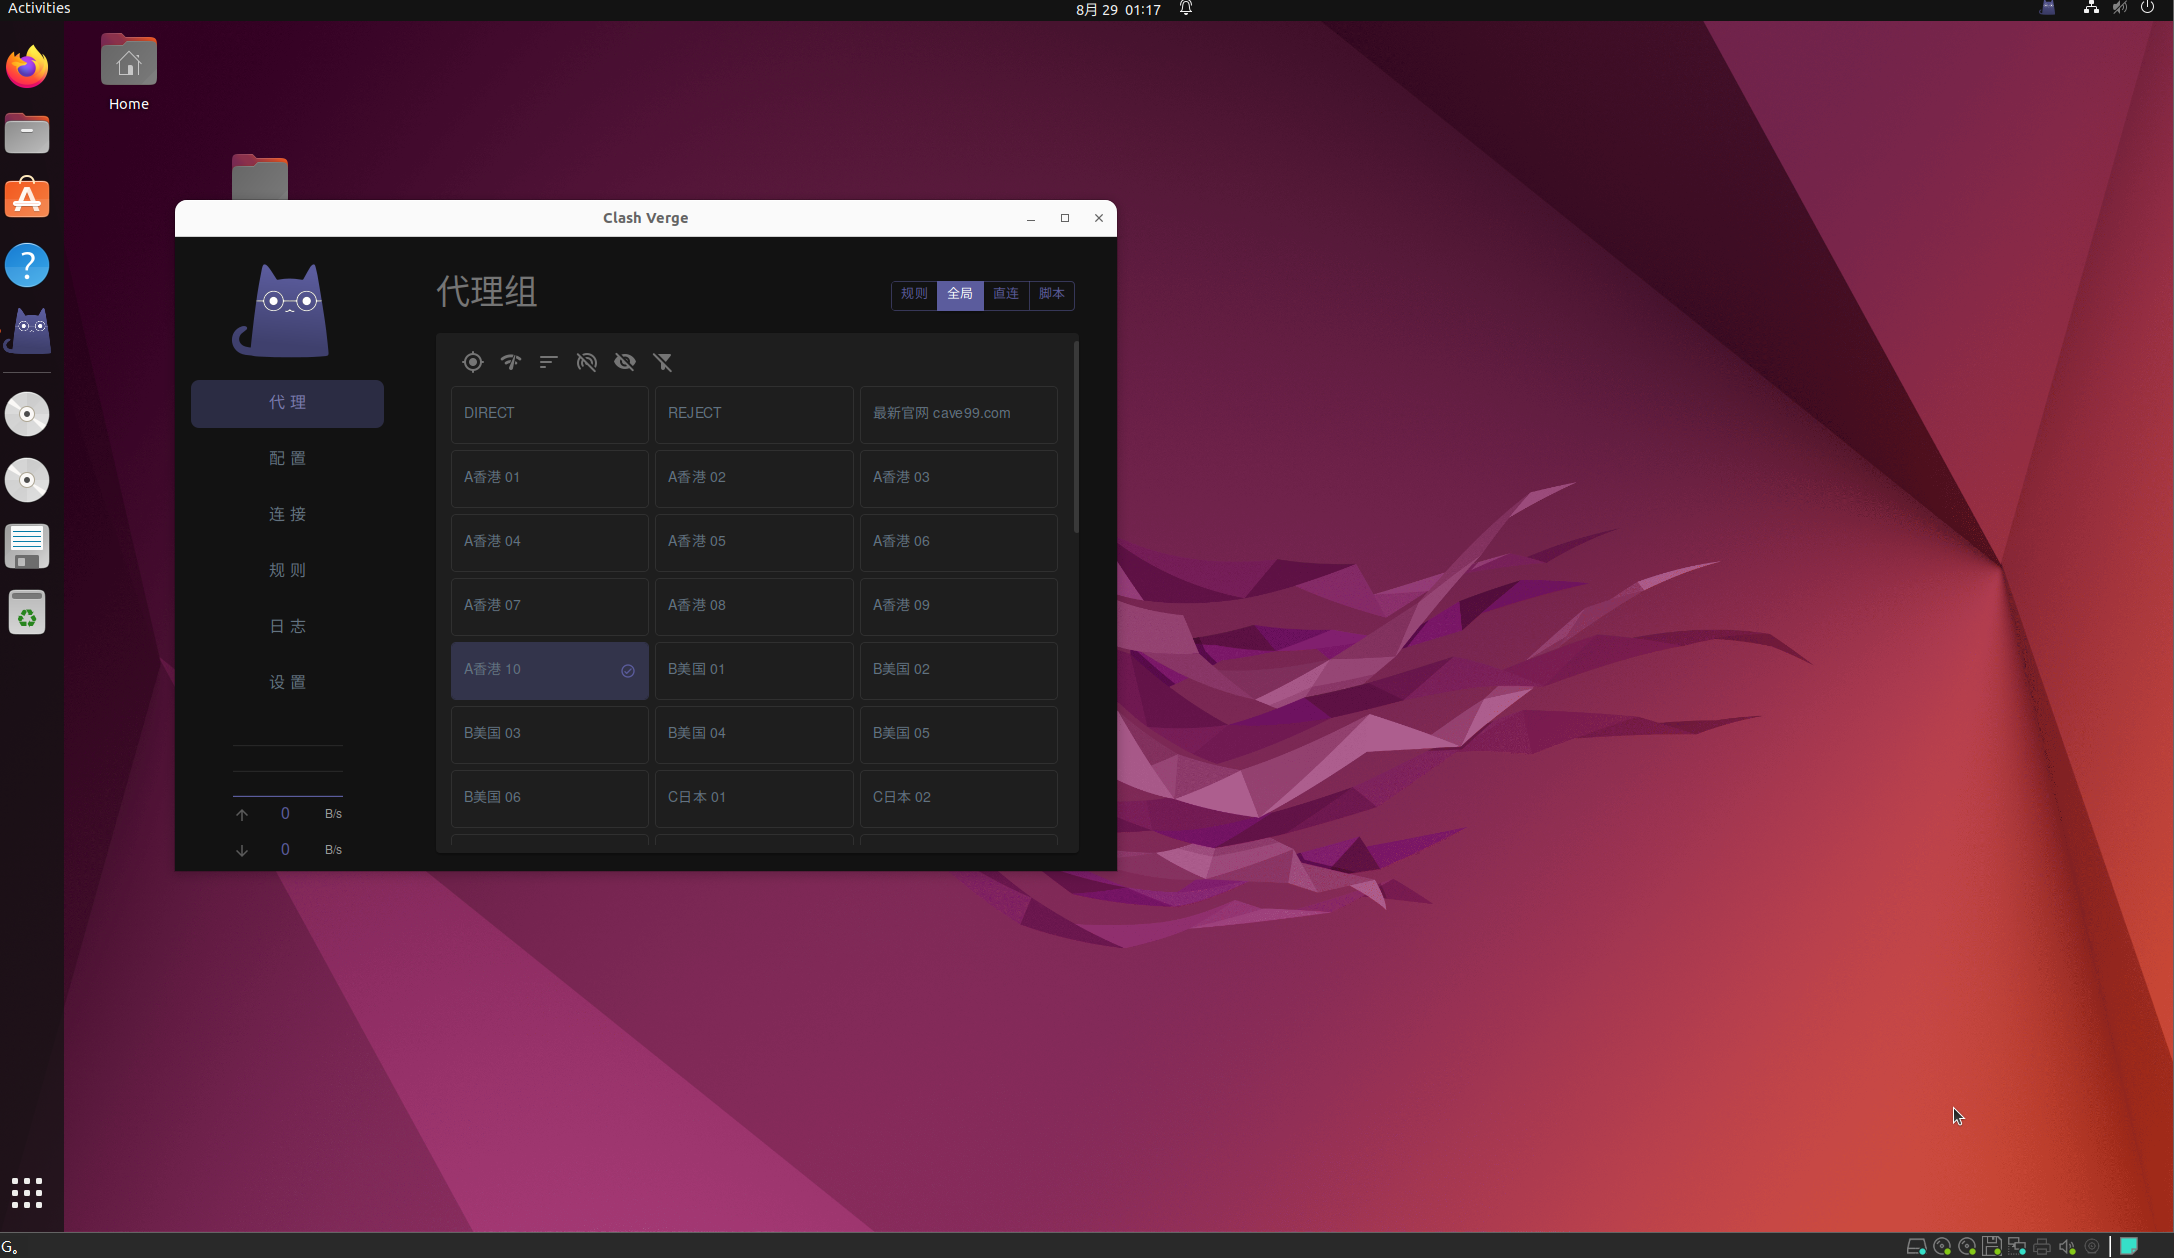 Activities
8月 29 01:17
Home
Clash Verge
代理组
规则 全局 直连 脚本
代 理
配 置
连 接
规 则
日 志
设 置
0 B/s
0 B/s
DIRECT REJECT 最新官网 cave99.com
A香港 01 A香港 02 A香港 03
A香港 04 A香港 05 A香港 06
A香港 07 A香港 08 A香港 09
A香港 10 B美国 01 B美国 02
B美国 03 B美国 04 B美国 05
B美国 06 C日本 01 C日本 02
G。